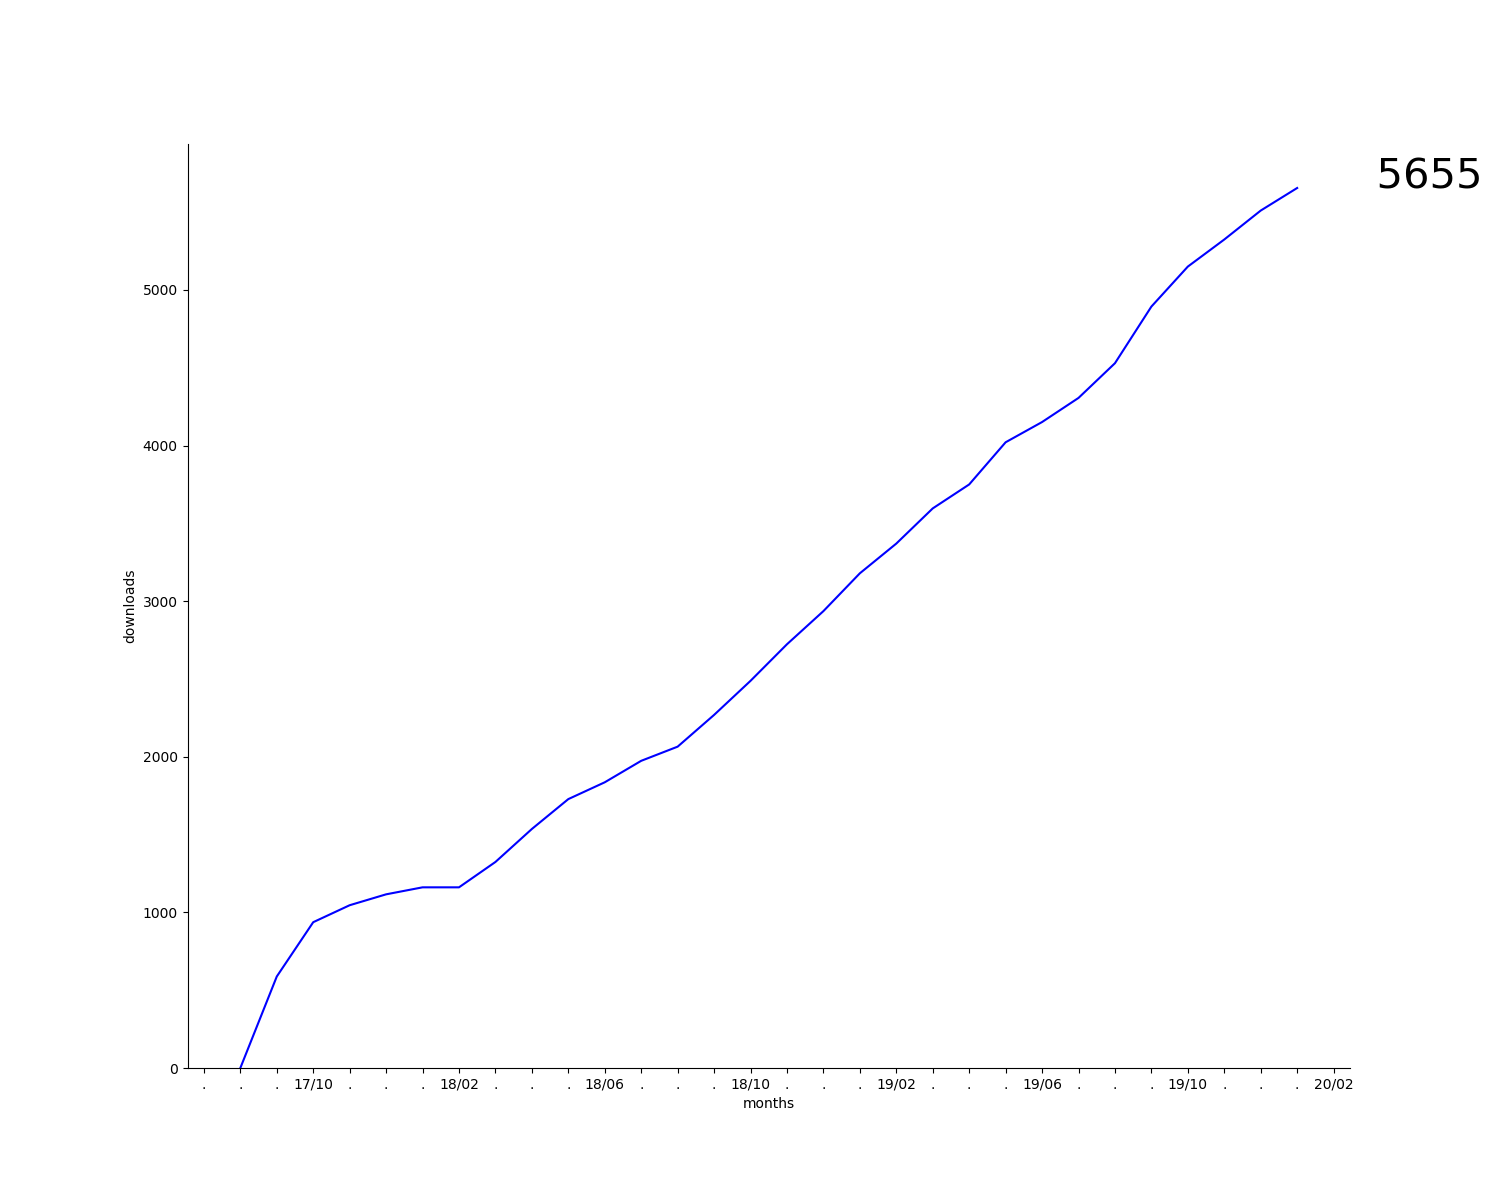 5655
5000
4000
3000
downloads
2000
1000
0
. . . 17/10 . . . 18/02 . . . 18/06 . . . 18/10 . . . 19/02 . . . 19/06 . . . 19/10 . . . 20/02
months